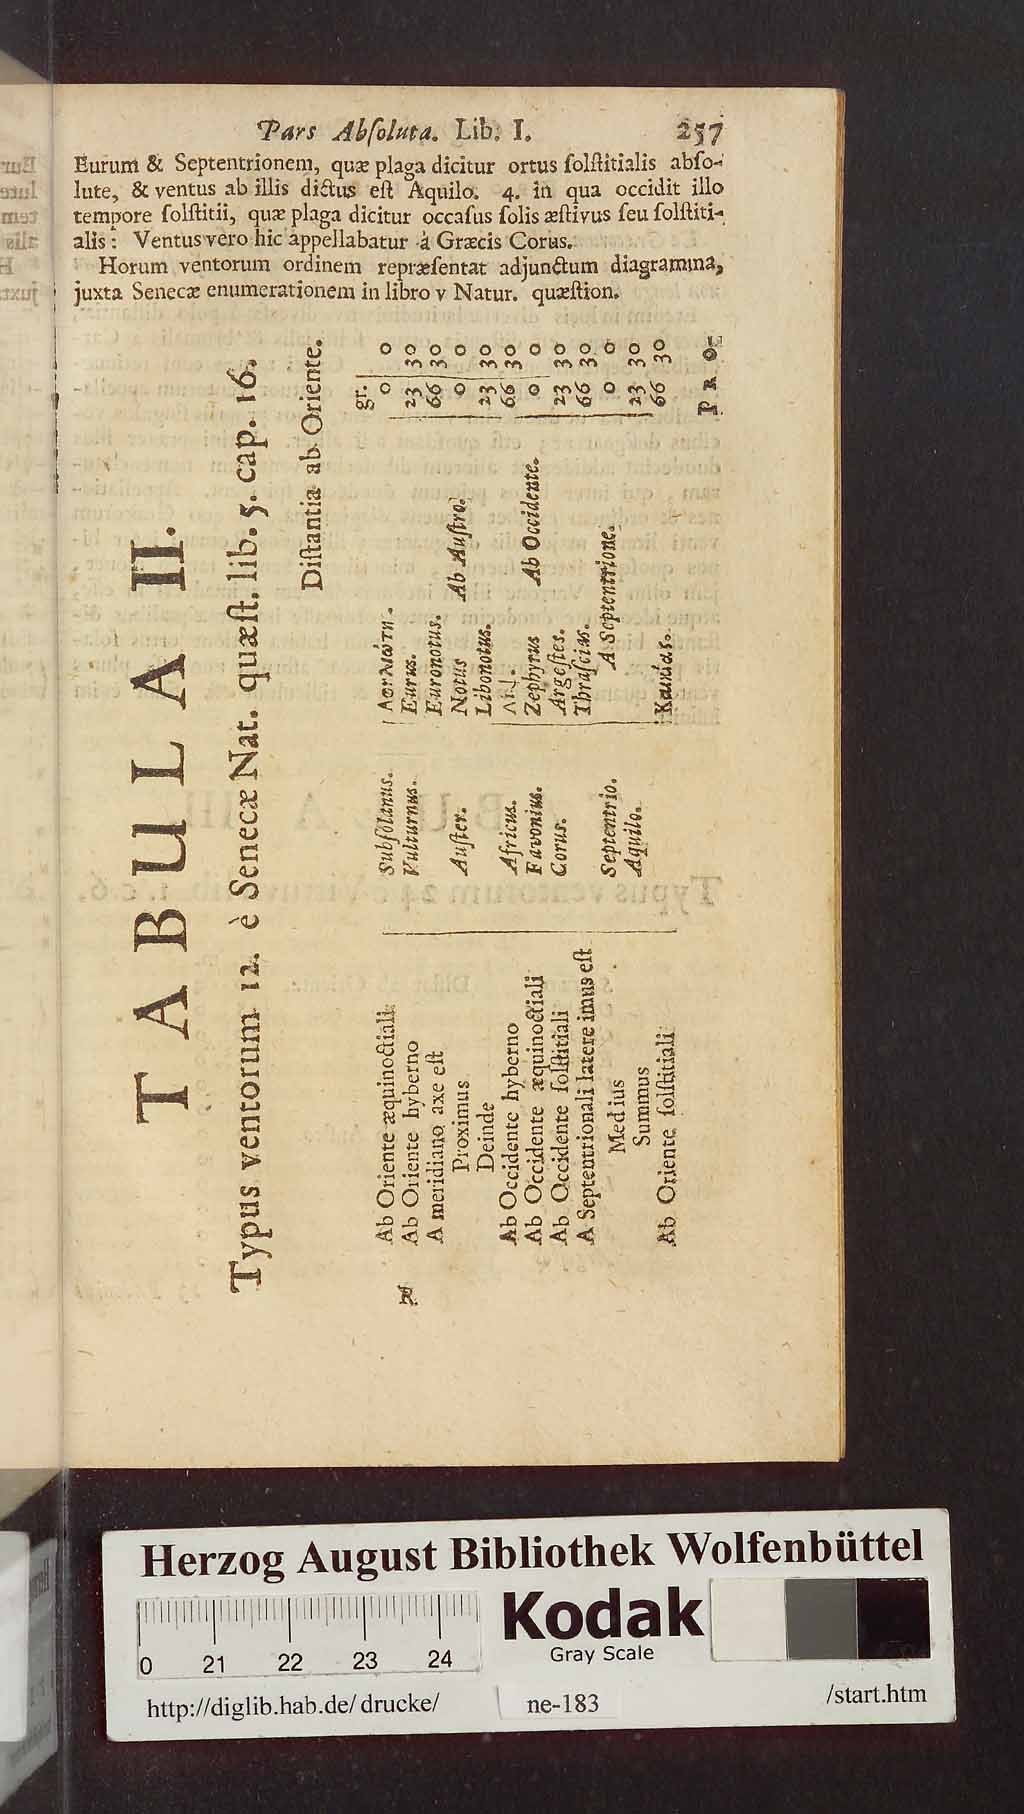 Pars Abſoluta. Lib. I. 257
Eurum & Septentrionem, quæ plaga dicitur ortus ſolſtitialis abſo-
lute, & ventus ab illis dictus eſt Aquilo. 4. in qua occidit illo
tempore ſolſtitii, quæ plaga dicitur occaſus ſolis æſtivus ſeu ſolſtiti-
alis: Ventus vero hic appellabatur à Græcis Corus.
Horum ventorum ordinem repræſentat adjunctum diagramma,
juxta Senecæ enumerationem in libro v Natur. quæſtion.
TABULA II.
Typus ventorum 12. è Senecæ Nat. quæſt. lib. 5. cap. 16.
Diſtantia ab Oriente.
gr.
Ab Oriente æquinoctiali Subſolanus. 0 0
Ab Oriente hyberno Vulturnus. Eurus. 23 30
A meridiano axe eſt Euronotus. 66 30
Proximus Auſter. Notus Ab Auſtro. 0 0
Deinde Libonotus. 23 30
Ab Occidente hyberno Africus. 66 30
Ab Occidente æquinoctiali Favonius. Zephyrus Ab Occidente. 0 0
Ab Occidente ſolſtitiali Corus. Argeſtes. 23 30
A Septentrionali latere imus eſt Thraſcias. 66 30
Medius Septentrio. A Septentrione. 0 0
Summus Aquilo. 23 30
Ab Oriente ſolſtitiali 66 30
P R Or
Herzog August Bibliothek Wolfenbüttel
Kodak
Gray Scale
0 21 22 23 24
http://diglib.hab.de/drucke/ ne-183 /start.htm